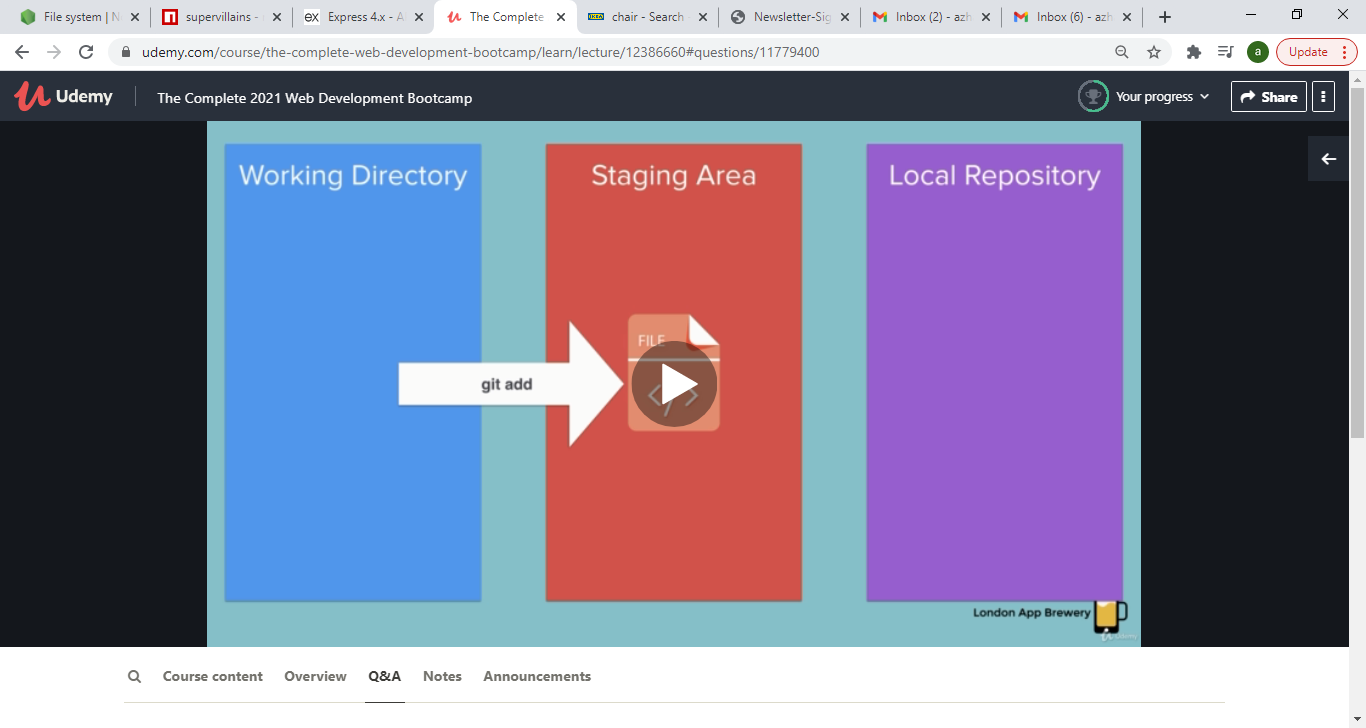 File system | N
supervillains -
ex Express 4.x - A
The Complete
IKEA chair - Search
Newsletter-Sig
Inbox (2) - azh
Inbox (6) - azh
udemy.com/course/the-complete-web-development-bootcamp/learn/lecture/12386660#questions/11779400
a
Update
Udemy
The Complete 2021 Web Development Bootcamp
Your progress
Share
Working Directory
Staging Area
Local Repository
FILE
git add
</>
London App Brewery
Udemy
Course content
Overview
Q&A
Notes
Announcements